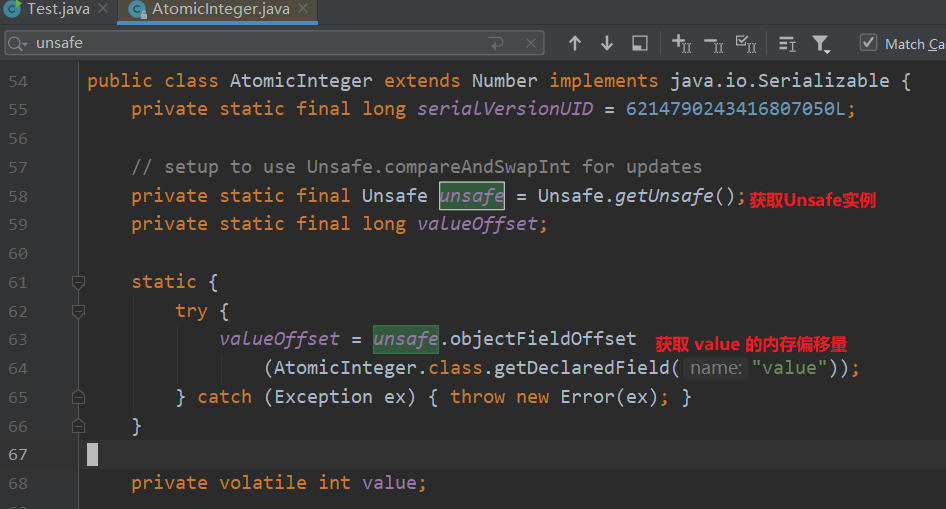 Test.java
AtomicInteger.java
unsafe
Match Ca
54 public class AtomicInteger extends Number implements java.io.Serializable {
55 private static final long serialVersionUID = 6214790243416807050L;
56
57 // setup to use Unsafe.compareAndSwapInt for updates
58 private static final Unsafe unsafe = Unsafe.getUnsafe(); 获取Unsafe实例
59 private static final long valueOffset;
60
61 static {
62 try {
63 valueOffset = unsafe.objectFieldOffset 获取 value 的内存偏移量
64 (AtomicInteger.class.getDeclaredField( name: "value"));
65 } catch (Exception ex) { throw new Error(ex); }
66 }
67
68 private volatile int value;